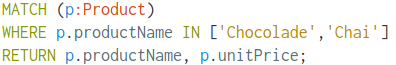 MATCH (p:Product)
WHERE p.productName IN ['Chocolade','Chai']
RETURN p.productName, p.unitPrice;